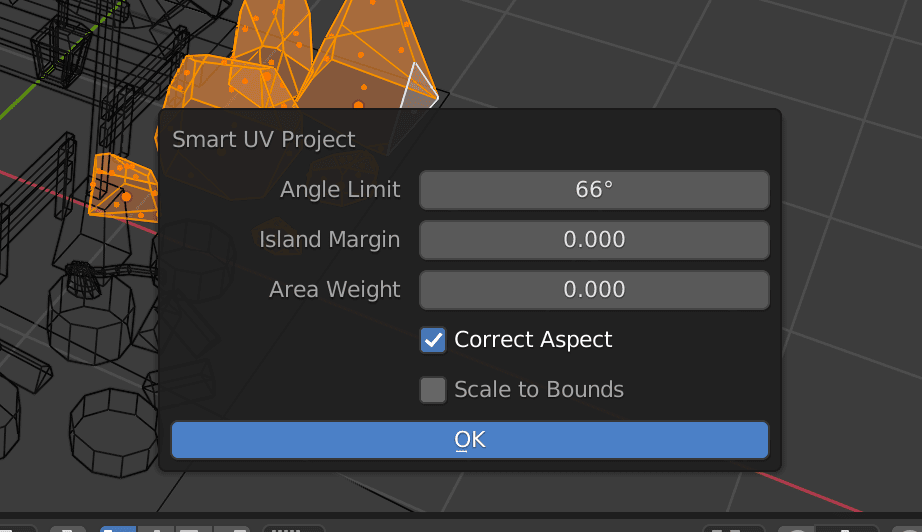 Smart UV Project
Angle Limit 66°
Island Margin 0.000
Area Weight 0.000
Correct Aspect
Scale to Bounds
OK